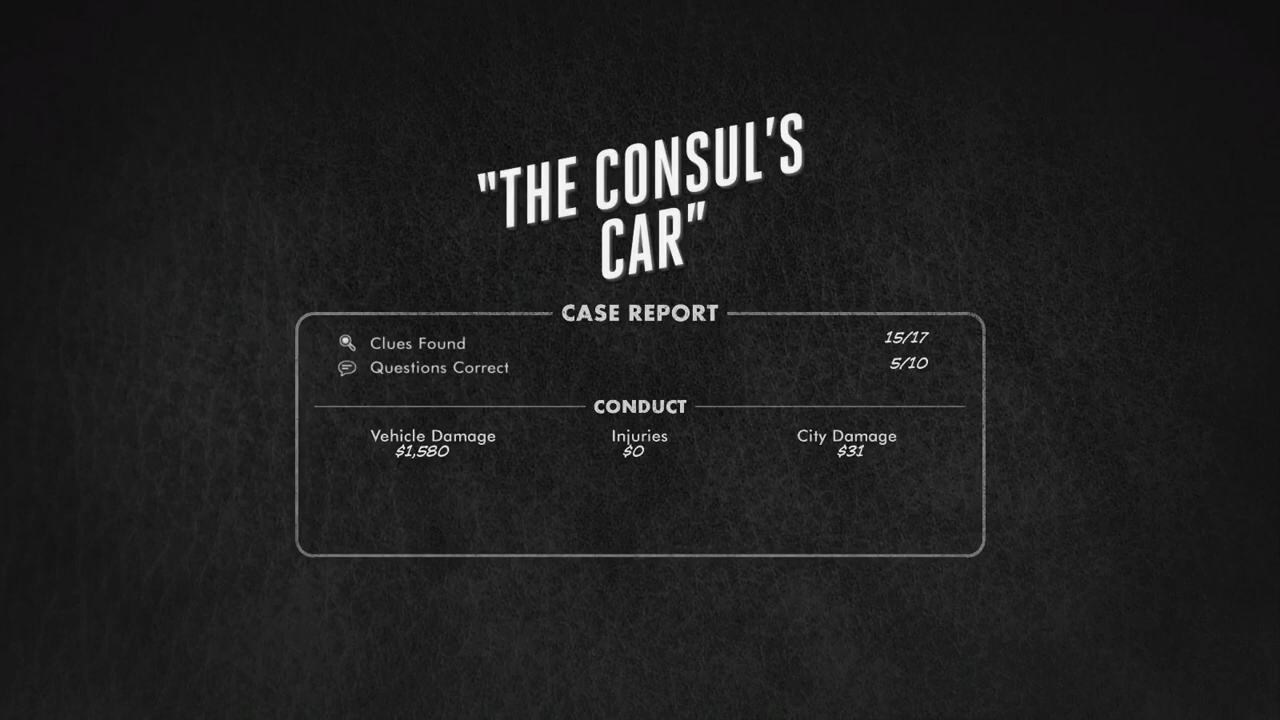 "THE CONSUL'S
CAR"
CASE REPORT
Clues Found 15/17
Questions Correct 5/10
CONDUCT
Vehicle Damage Injuries City Damage
$1,580 $0 $31